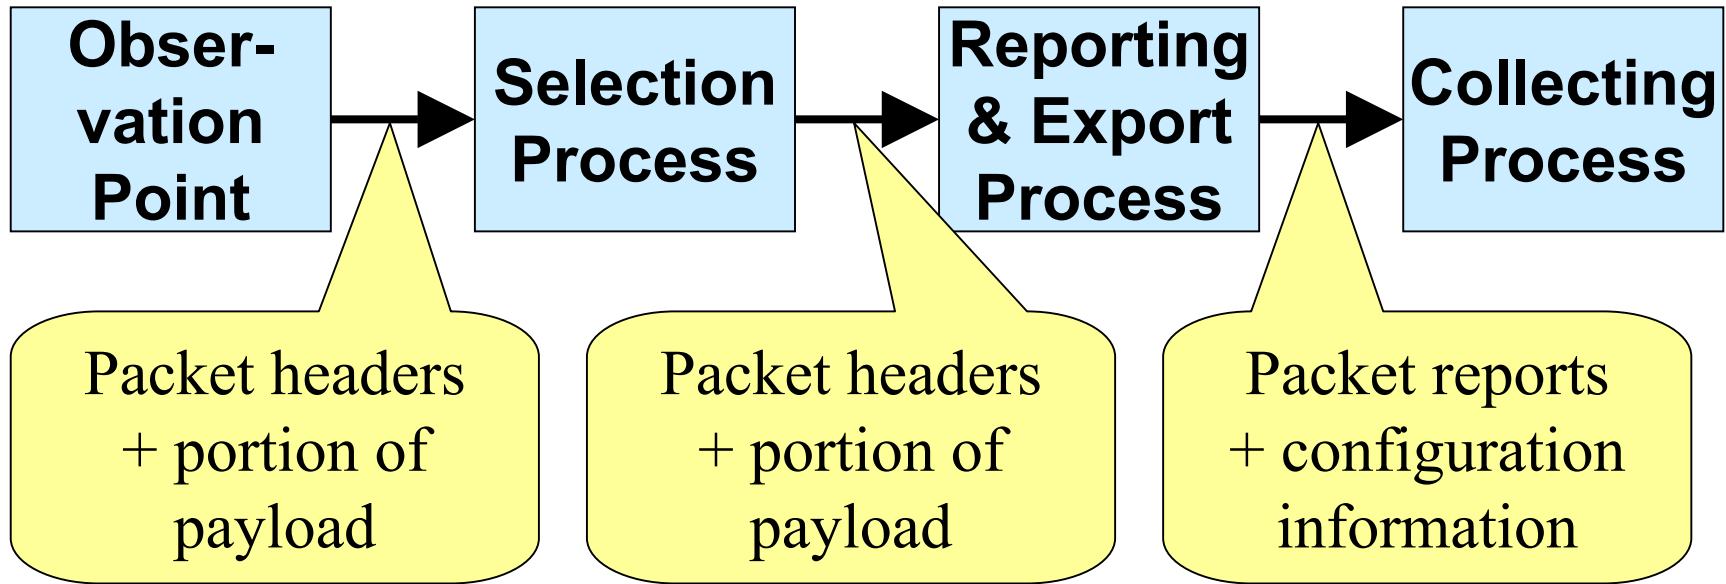 Obser-
vation
Point
Selection
Process
Reporting
& Export
Process
Collecting
Process
Packet headers
+ portion of
payload
Packet headers
+ portion of
payload
Packet reports
+ configuration
information